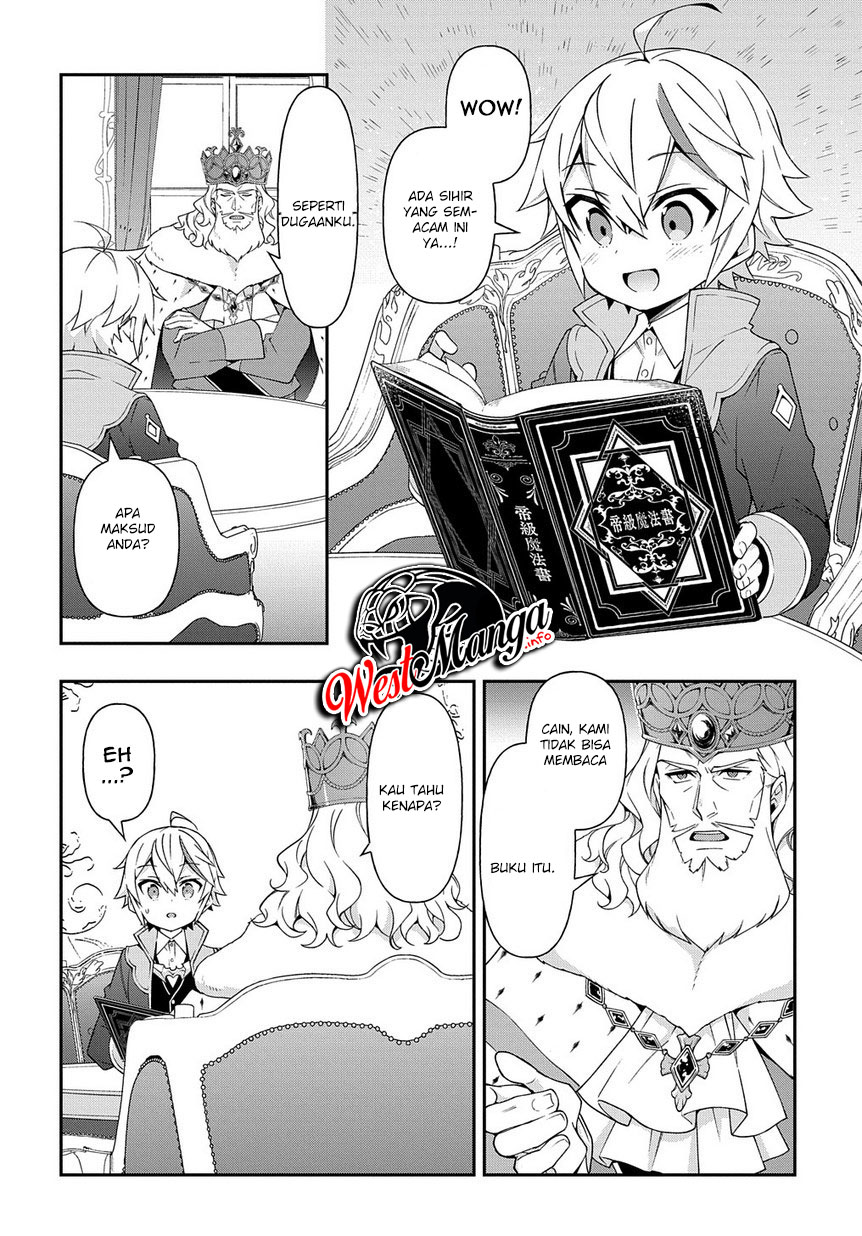 WOW!
ADA SIHIR
YANG SEM-
ACAM INI
YA...!
帝級魔法書
帝級魔法書
SEPERTI
DUGAANKU.
APA
MAKSUD
ANDA?
WestManga
.info
CAIN, KAMI
TIDAK BISA
MEMBACA
BUKU ITU.
KAU TAHU
KENAPA?
EH
...?